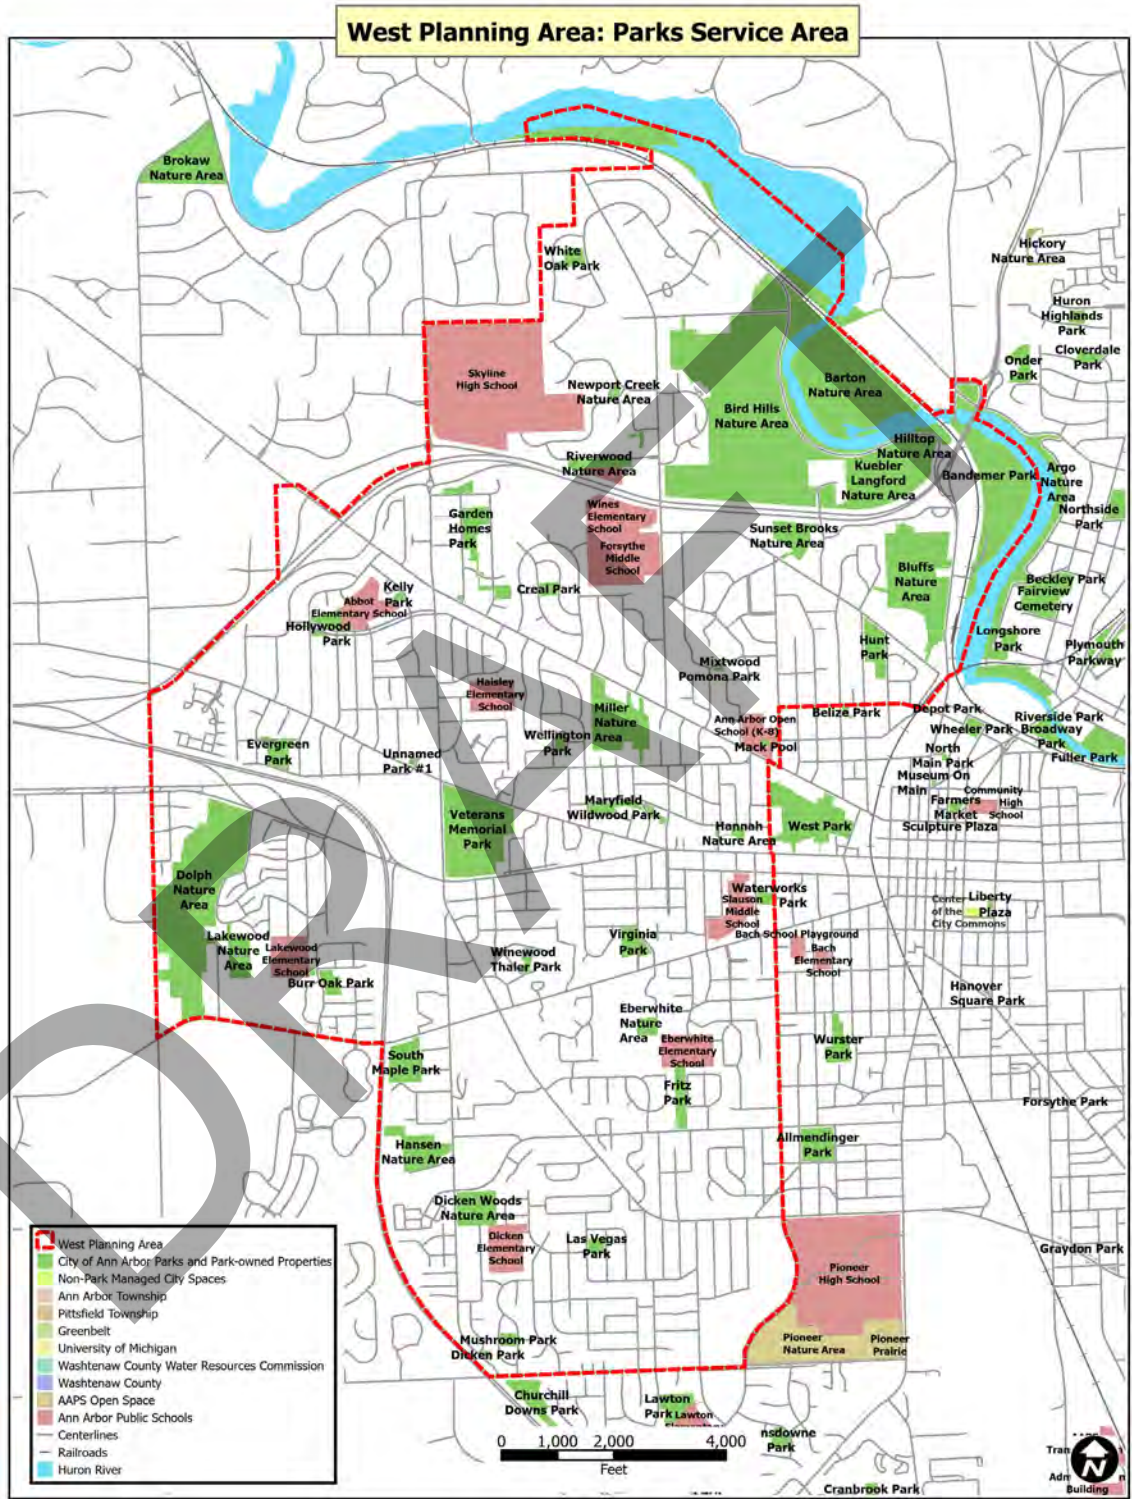 West Planning Area: Parks Service Area
Brokaw
Nature Area
White
Oak Park
Hickory
Nature Area
Huron
Highlands
Park
Cloverdale
Park
Onder
Park
Skyline
High School
Newport Creek
Nature Area
Barton
Nature Area
Bird Hills
Nature Area
Hilltop
Nature Area
Riverwood
Nature Area
Kuebler
Langford
Nature Area
Bandemer Park
Argo
Nature
Area
Northside
Park
Garden
Homes
Park
Wines
Elementary
School
Forsythe
Middle
School
Sunset Brooks
Nature Area
Bluffs
Nature
Area
Beckley Park
Fairview
Cemetery
Kelly
Park
Creal Park
Abbot
Elementary School
Hollywood
Park
Longshore
Park
Plymouth
Parkway
Hunt
Park
Mixtwood
Pomona Park
Haisley
Elementary
School
Miller
Nature
Area
Ann Arbor Open
School (K-8)
Mack Pool
Belize Park
Depot Park
Wheeler Park
Riverside Park
Broadway
Park
Fuller Park
Evergreen
Park
Unnamed
Park #1
Wellington
Park
North
Main Park
Museum On
Main
Community
High
School
Farmers
Market
Sculpture Plaza
Veterans
Memorial
Park
Maryfield
Wildwood Park
Hannah
Nature Area
West Park
Dolph
Nature
Area
Waterworks
Park
Slauson
Middle
School
Center
of the
City Commons
Liberty
Plaza
Lakewood
Nature
Area
Lakewood
Elementary
School
Burr Oak Park
Winewood
Thaler Park
Virginia
Park
Bach School Playground
Bach
Elementary
School
Hanover
Square Park
Eberwhite
Nature
Area
Eberwhite
Elementary
School
Wurster
Park
South
Maple Park
Fritz
Park
Forsythe Park
Hansen
Nature Area
Allmendinger
Park
Dicken Woods
Nature Area
Dicken
Elementary
School
Las Vegas
Park
Graydon Park
Pioneer
High School
Pioneer
Nature Area
Pioneer
Prairie
Mushroom Park
Dicken Park
Churchill
Downs Park
Lawton
Park
Lawton
nsdowne
Park
Cranbrook Park
Tran
Adm
n
Building
N
West Planning Area
City of Ann Arbor Parks and Park-owned Properties
Non-Park Managed City Spaces
Ann Arbor Township
Pittsfield Township
Greenbelt
University of Michigan
Washtenaw County Water Resources Commission
Washtenaw County
AAPS Open Space
Ann Arbor Public Schools
Centerlines
Railroads
Huron River
0 1,000 2,000 4,000
Feet
DRAFT